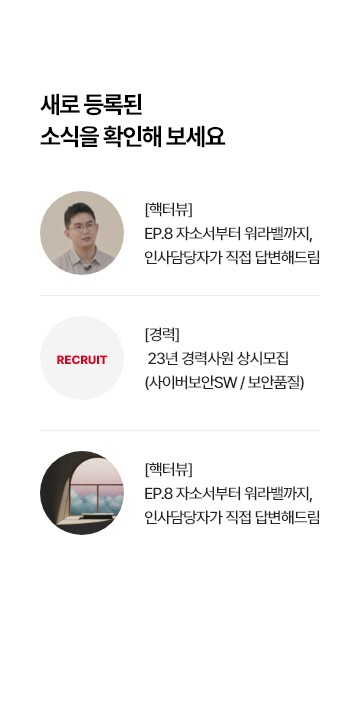 새로 등록된
소식을 확인해 보세요
[핵터뷰]
EP.8 자소서부터 워라밸까지,
인사담당자가 직접 답변해드림
RECRUIT
[경력]
23년 경력사원 상시모집
(사이버보안SW / 보안품질)
[핵터뷰]
EP.8 자소서부터 워라밸까지,
인사담당자가 직접 답변해드림